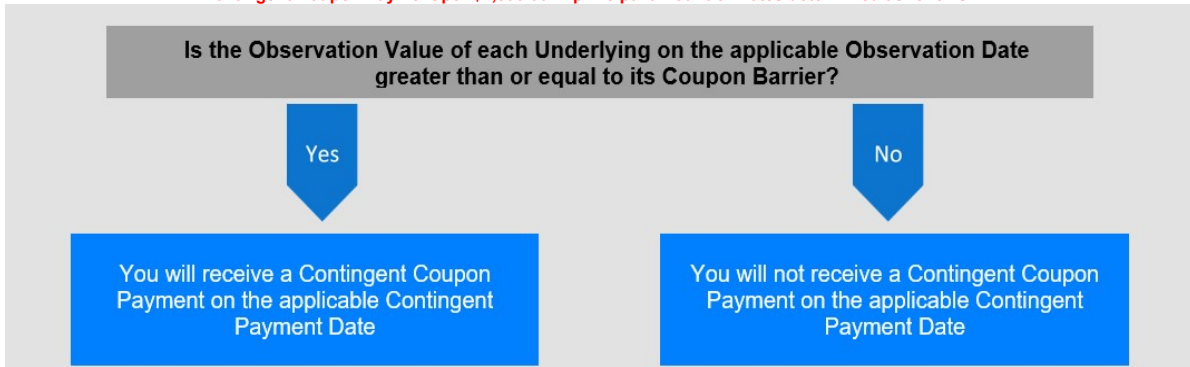 Is the Observation Value of each Underlying on the applicable Observation Date
greater than or equal to its Coupon Barrier?
Yes
No
You will receive a Contingent Coupon
Payment on the applicable Contingent
Payment Date
You will not receive a Contingent Coupon
Payment on the applicable Contingent
Payment Date